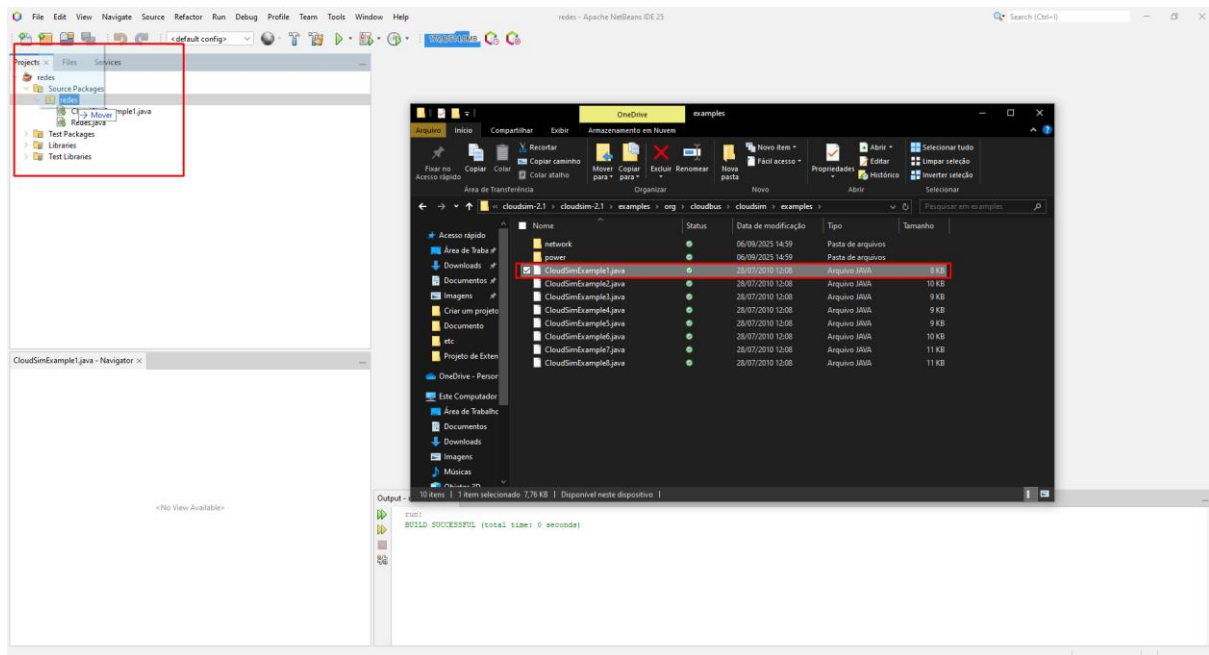 File Edit View Navigate Source Refactor Run Debug Profile Team Tools Window Help
redes - Apache NetBeans IDE 25
Search (Ctrl+I)
<default config>
Projects
Files
Services
redes
Source Packages
redes
mple1.java
Mover
Redes.java
Test Packages
Libraries
Test Libraries
CloudSimExample1.java - Navigator
<No View Available>
OneDrive
examples
Arquivo
Início
Compartilhar
Exibir
Armazenamento em Nuvem
Fixar no Acesso rápido
Copiar
Colar
Recortar
Copiar caminho
Colar atalho
Área de Transferência
Mover para
Copiar para
Excluir
Renomear
Organizar
Nova pasta
Novo item
Fácil acesso
Novo
Propriedades
Abrir
Editar
Histórico
Abrir
Selecionar tudo
Limpar seleção
Inverter seleção
Selecionar
« cloudsim-2.1 › cloudsim-2.1 › examples › org › cloudbus › cloudsim › examples ›
Pesquisar em examples
Acesso rápido
Área de Traba
Downloads
Documentos
Imagens
Criar um projeto
Documento
etc
Projeto de Exten
OneDrive - Person
Este Computador
Área de Trabalho
Documentos
Downloads
Imagens
Músicas
Objetos 3D
Nome Status Data de modificação Tipo Tamanho
network 06/09/2025 14:59 Pasta de arquivos
power 06/09/2025 14:59 Pasta de arquivos
CloudSimExample1.java 28/07/2010 12:08 Arquivo JAVA 8 KB
CloudSimExample2.java 28/07/2010 12:08 Arquivo JAVA 10 KB
CloudSimExample3.java 28/07/2010 12:08 Arquivo JAVA 9 KB
CloudSimExample4.java 28/07/2010 12:08 Arquivo JAVA 9 KB
CloudSimExample5.java 28/07/2010 12:08 Arquivo JAVA 9 KB
CloudSimExample6.java 28/07/2010 12:08 Arquivo JAVA 10 KB
CloudSimExample7.java 28/07/2010 12:08 Arquivo JAVA 11 KB
CloudSimExample8.java 28/07/2010 12:08 Arquivo JAVA 11 KB
10 itens | 1 item selecionado 7,76 KB | Disponível neste dispositivo |
Output -
run:
BUILD SUCCESSFUL (total time: 0 seconds)